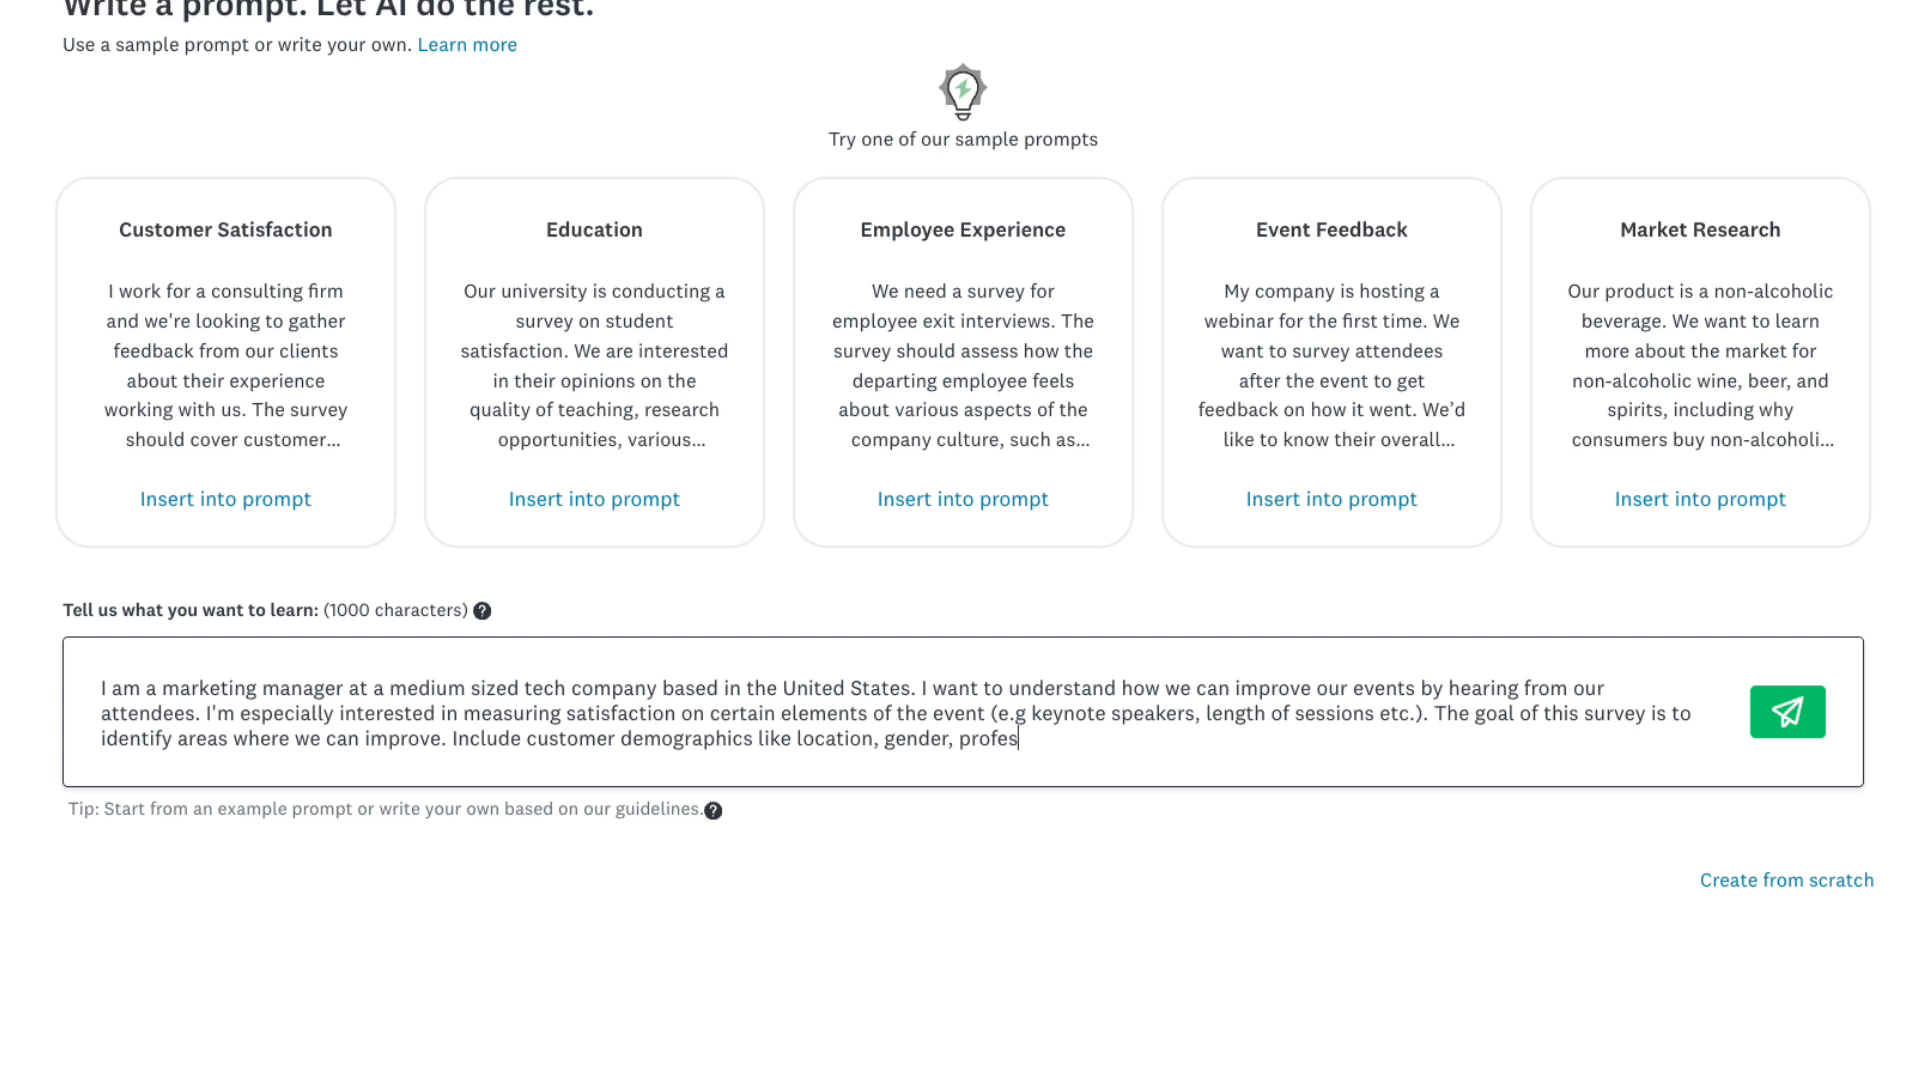 Write a prompt. Let AI do the rest.
Use a sample prompt or write your own. Learn more
Try one of our sample prompts
Customer Satisfaction
I work for a consulting firm
and we're looking to gather
feedback from our clients
about their experience
working with us. The survey
should cover customer...
Insert into prompt
Education
Our university is conducting a
survey on student
satisfaction. We are interested
in their opinions on the
quality of teaching, research
opportunities, various...
Insert into prompt
Employee Experience
We need a survey for
employee exit interviews. The
survey should assess how the
departing employee feels
about various aspects of the
company culture, such as...
Insert into prompt
Event Feedback
My company is hosting a
webinar for the first time. We
want to survey attendees
after the event to get
feedback on how it went. We’d
like to know their overall...
Insert into prompt
Market Research
Our product is a non-alcoholic
beverage. We want to learn
more about the market for
non-alcoholic wine, beer, and
spirits, including why
consumers buy non-alcoholi...
Insert into prompt
Tell us what you want to learn: (1000 characters) ?
I am a marketing manager at a medium sized tech company based in the United States. I want to understand how we can improve our events by hearing from our
attendees. I'm especially interested in measuring satisfaction on certain elements of the event (e.g keynote speakers, length of sessions etc.). The goal of this survey is to
identify areas where we can improve. Include customer demographics like location, gender, profes
Tip: Start from an example prompt or write your own based on our guidelines. ?
Create from scratch